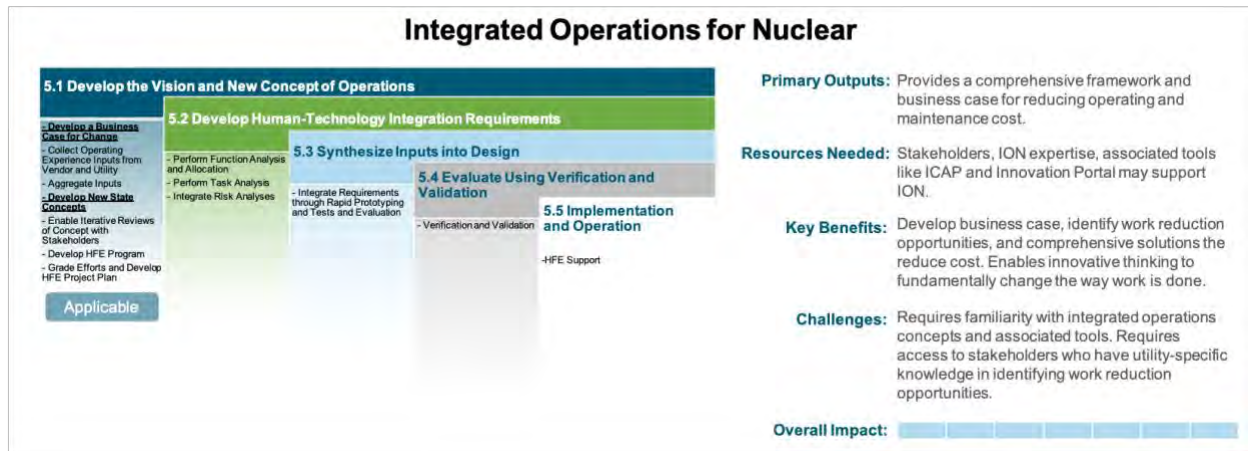 Integrated Operations for Nuclear
5.1 Develop the Vision and New Concept of Operations
- Develop a Business
Case for Change
- Collect Operating
Experience Inputs from
Vendor and Utility
- Aggregate Inputs
- Develop New State
Concepts
- Enable Iterative Reviews
of Concept with
Stakeholders
- Develop HFE Program
- Grade Efforts and Develop
HFE Project Plan
Applicable
5.2 Develop Human-Technology Integration Requirements
- Perform Function Analysis
and Allocation
- Perform Task Analysis
- Integrate Risk Analyses
5.3 Synthesize Inputs into Design
- Integrate Requirements
through Rapid Prototyping
and Tests and Evaluation
5.4 Evaluate Using Verification and
Validation
- Verification and Validation
5.5 Implementation
and Operation
-HFE Support
Primary Outputs: Provides a comprehensive framework and
business case for reducing operating and
maintenance cost.
Resources Needed: Stakeholders, ION expertise, associated tools
like ICAP and Innovation Portal may support
ION.
Key Benefits: Develop business case, identify work reduction
opportunities, and comprehensive solutions the
reduce cost. Enables innovative thinking to
fundamentally change the way work is done.
Challenges: Requires familiarity with integrated operations
concepts and associated tools. Requires
access to stakeholders who have utility-specific
knowledge in identifying work reduction
opportunities.
Overall Impact: